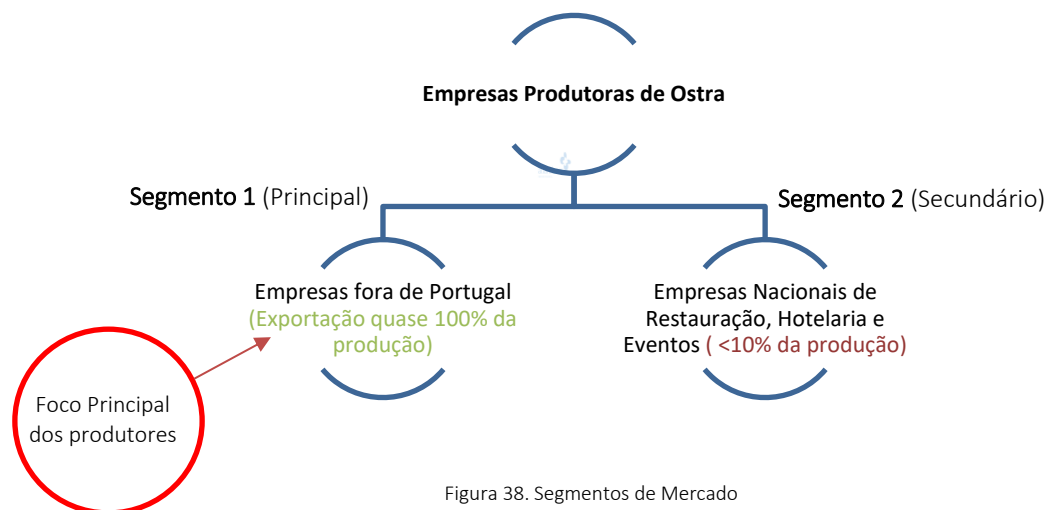 Empresas Produtoras de Ostra
Segmento 1 (Principal)
Segmento 2 (Secundário)
Empresas fora de Portugal
(Exportação quase 100% da
produção)
Empresas Nacionais de
Restauração, Hotelaria e
Eventos ( <10% da produção)
Foco Principal
dos produtores
Figura 38. Segmentos de Mercado